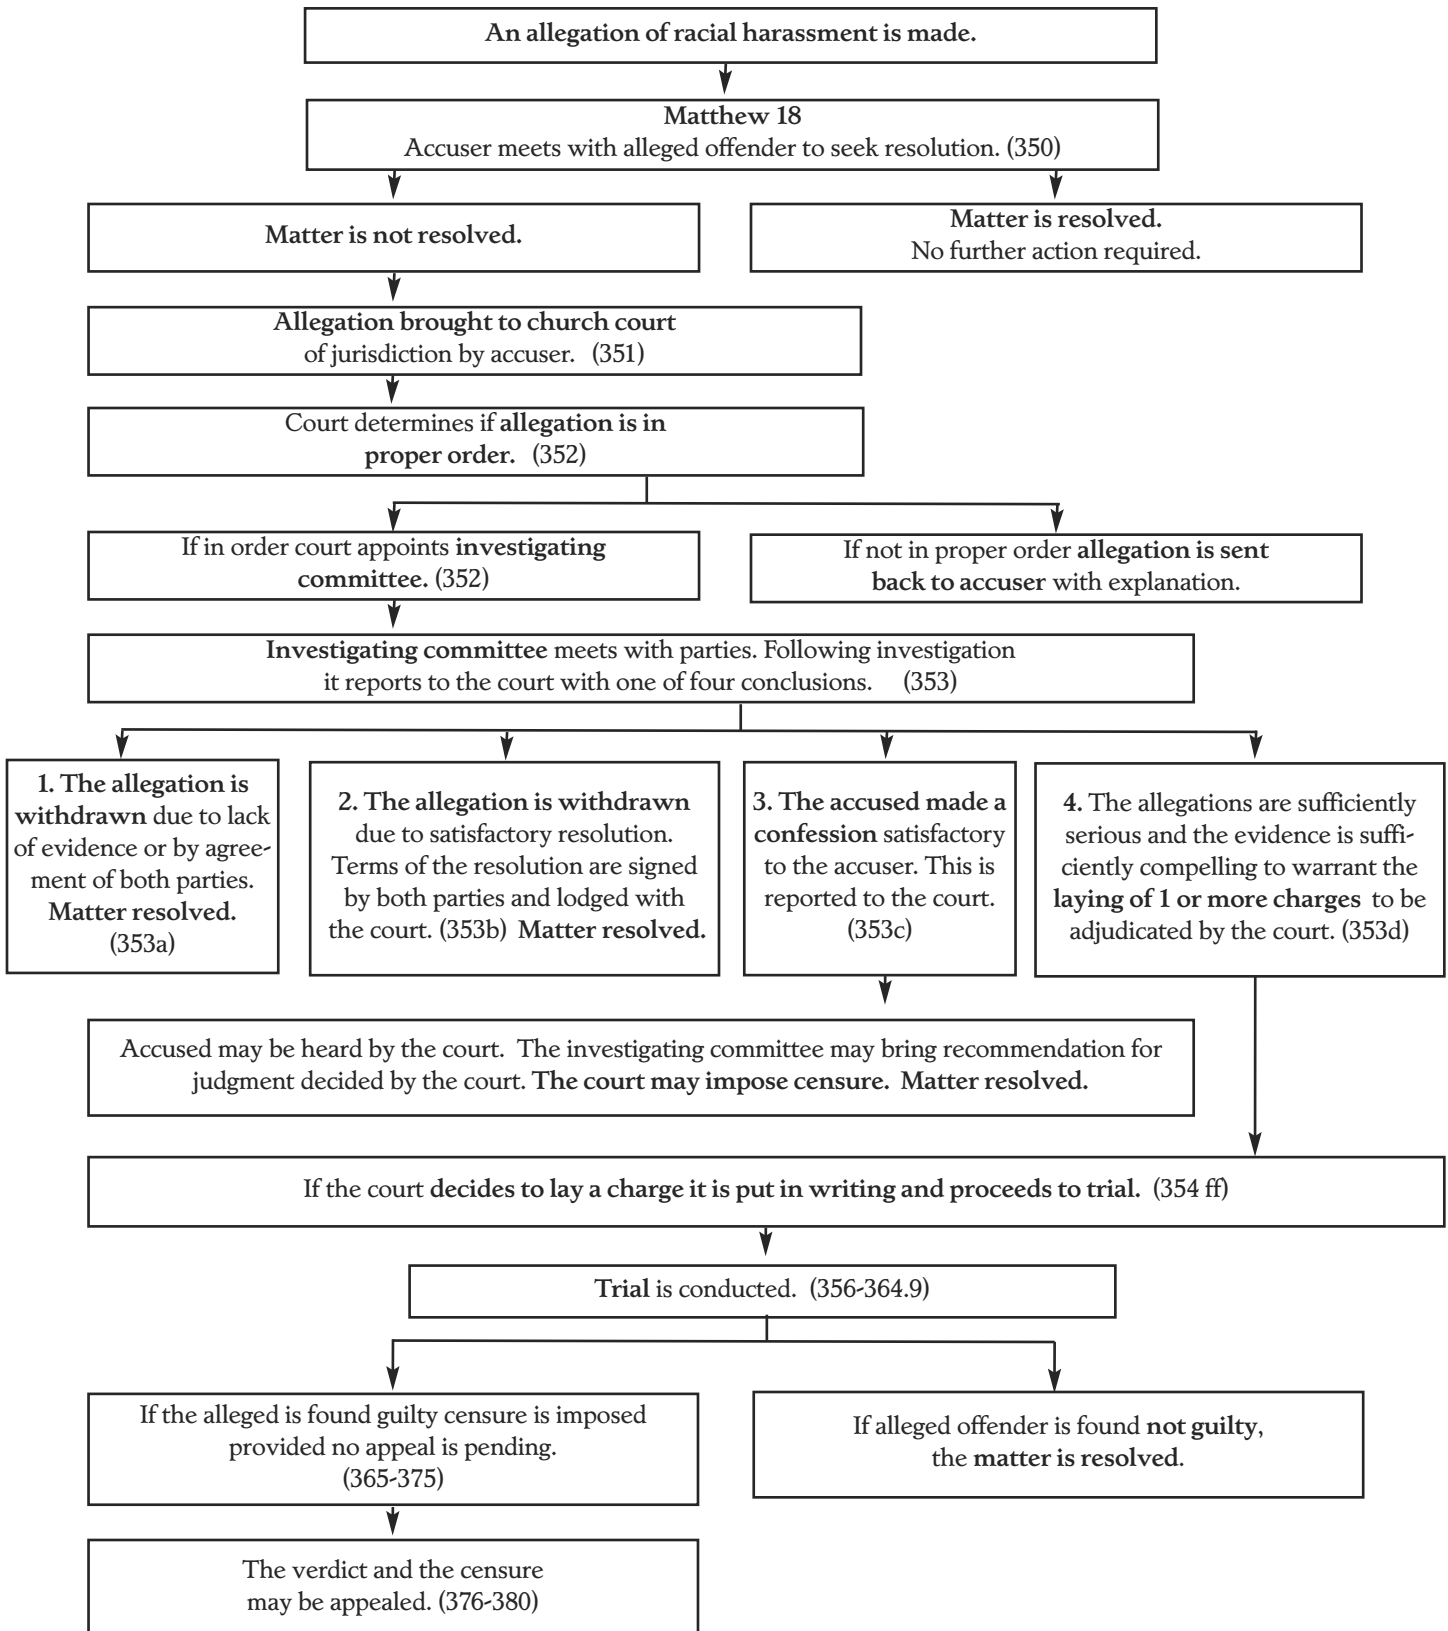 An allegation of racial harassment is made.
Matthew 18
Accuser meets with alleged offender to seek resolution. (350)
Matter is not resolved.
Matter is resolved.
No further action required.
Allegation brought to church court
of jurisdiction by accuser. (351)
Court determines if allegation is in
proper order. (352)
If in order court appoints investigating
committee. (352)
If not in proper order allegation is sent
back to accuser with explanation.
Investigating committee meets with parties. Following investigation
it reports to the court with one of four conclusions. (353)
1. The allegation is
withdrawn due to lack
of evidence or by agree-
ment of both parties.
Matter resolved.
(353a)
2. The allegation is withdrawn
due to satisfactory resolution.
Terms of the resolution are signed
by both parties and lodged with
the court. (353b) Matter resolved.
3. The accused made a
confession satisfactory
to the accuser. This is
reported to the court.
(353c)
4. The allegations are sufficiently
serious and the evidence is suffi-
ciently compelling to warrant the
laying of 1 or more charges to be
adjudicated by the court. (353d)
Accused may be heard by the court. The investigating committee may bring recommendation for
judgment decided by the court. The court may impose censure. Matter resolved.
If the court decides to lay a charge it is put in writing and proceeds to trial. (354 ff)
Trial is conducted. (356-364.9)
If the alleged is found guilty censure is imposed
provided no appeal is pending.
(365-375)
If alleged offender is found not guilty,
the matter is resolved.
The verdict and the censure
may be appealed. (376-380)